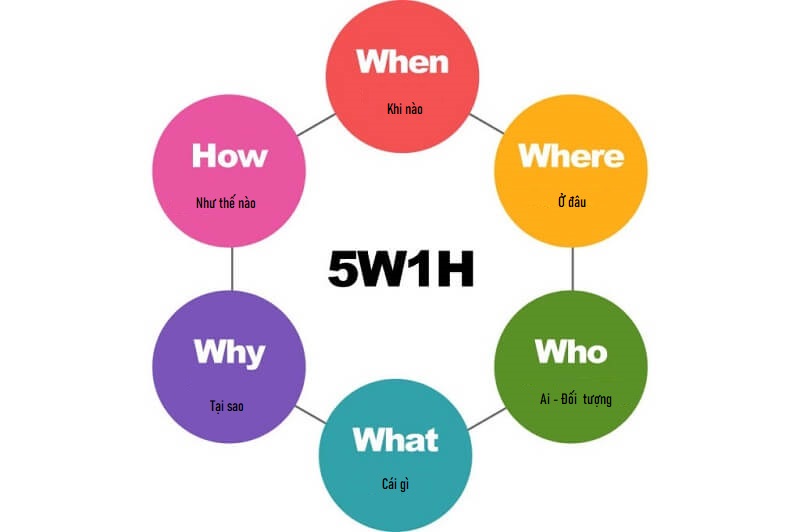 When
Khi nào
How
Như thế nào
Where
Ở đâu
5W1H
Why
Tại sao
Who
Ai - Đối tượng
What
Cái gì